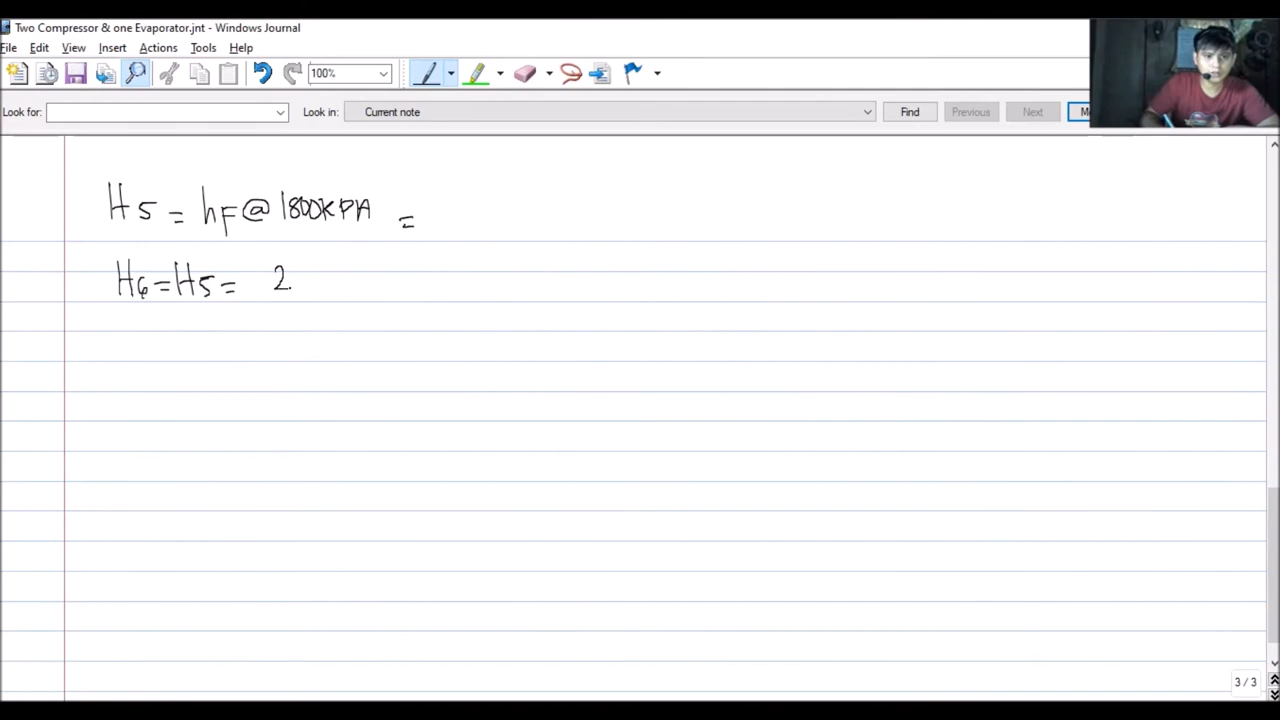 Two Compressor & one Evaporator.jnt - Windows Journal
File Edit View Insert Actions Tools Help
100%
Look for: Look in: Current note Find Previous Next
H5 = hF@1800KPA =
H6=H5= 2
3 / 3